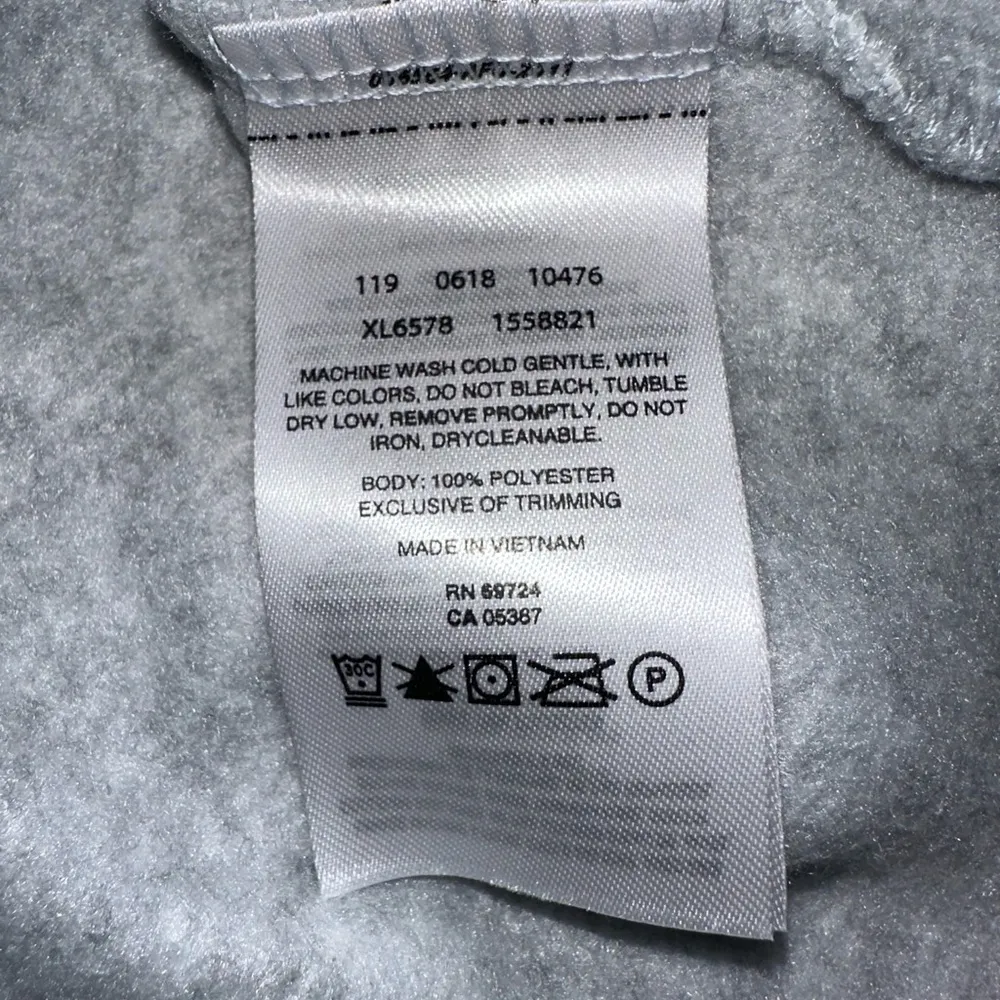 119 0618 10476
XL6578 1558821
MACHINE WASH COLD GENTLE, WITH
LIKE COLORS, DO NOT BLEACH, TUMBLE
DRY LOW, REMOVE PROMPTLY, DO NOT
IRON, DRYCLEANABLE.
BODY: 100% POLYESTER
EXCLUSIVE OF TRIMMING
MADE IN VIETNAM
RN 69724
CA 05387
30C
P